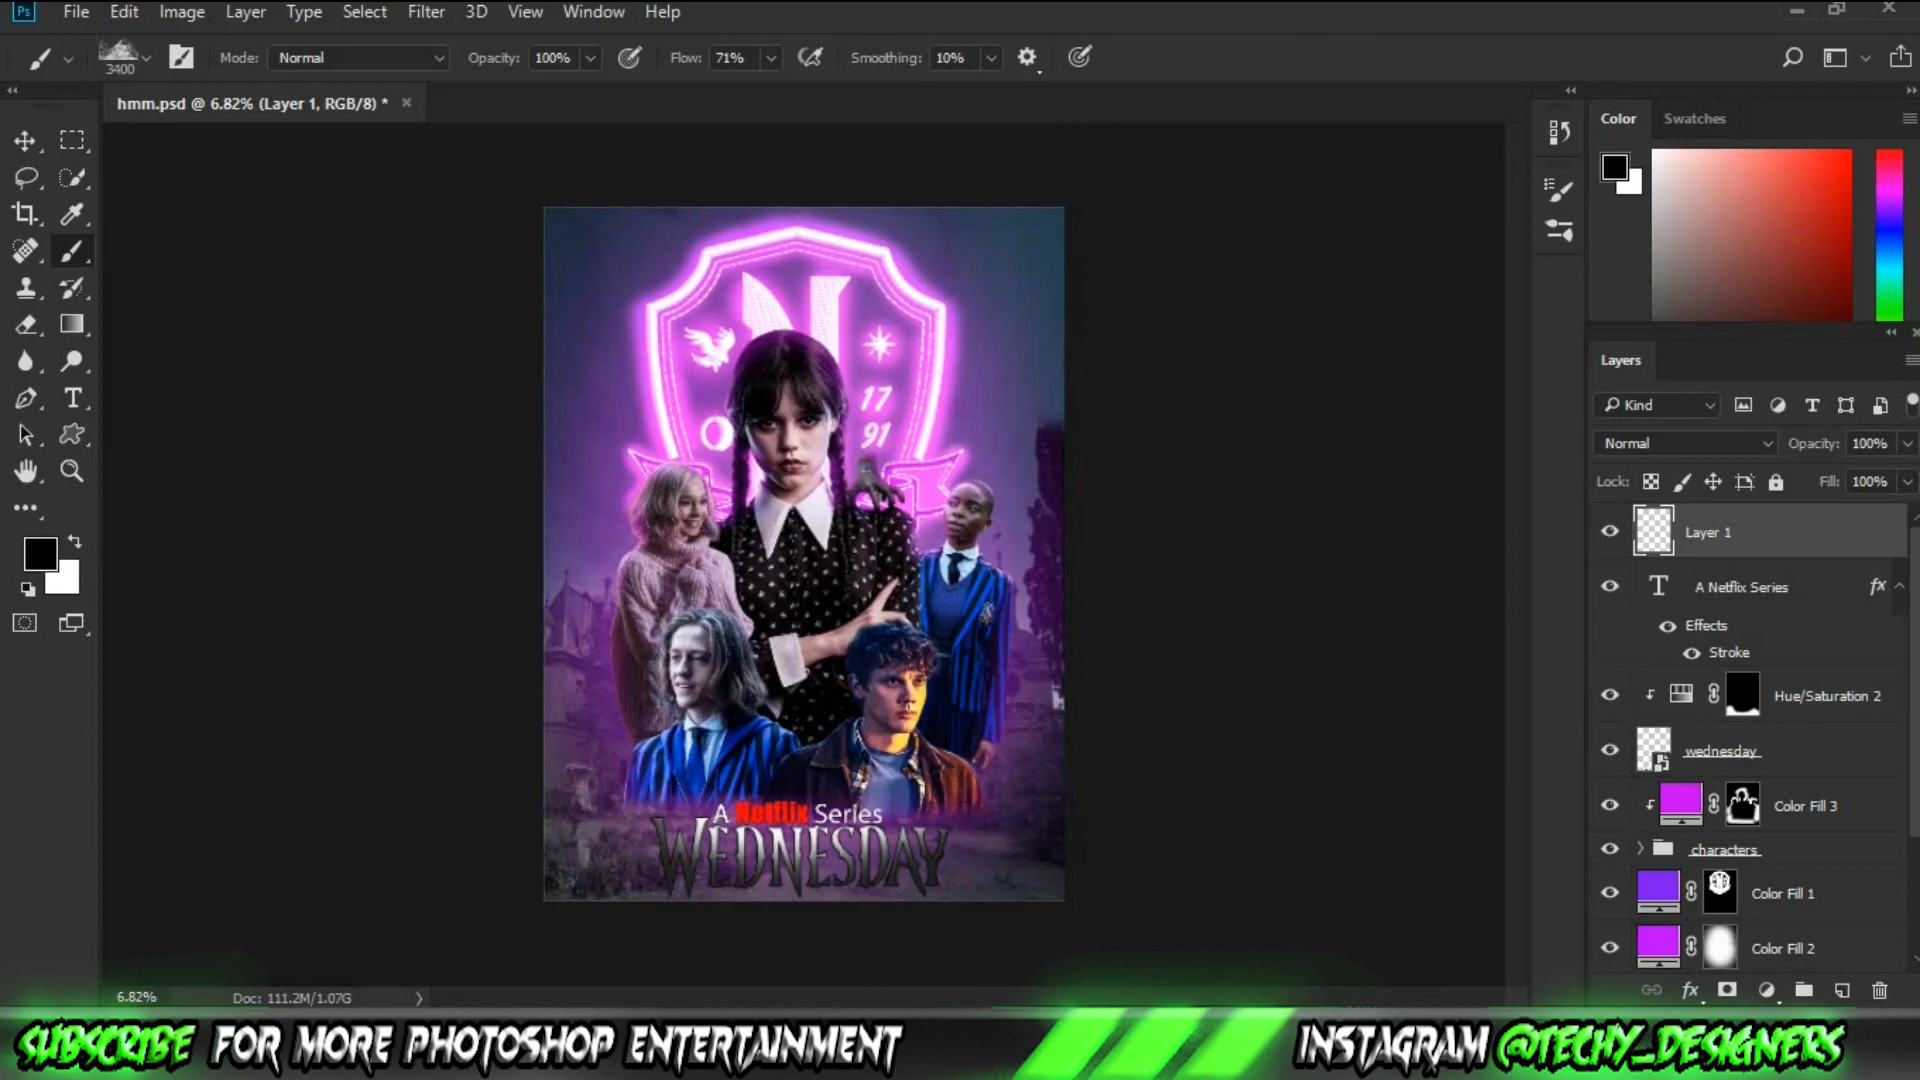 Ps File Edit Image Layer Type Select Filter 3D View Window Help
3400 Mode: Normal Opacity: 100% Flow: 71% Smoothing: 10%
hmm.psd @ 6.82% (Layer 1, RGB/8) *
Color Swatches
N
17
91
A Netflix Series
WEDNESDAY
Layers
Kind
Normal Opacity: 100%
Lock: Fill: 100%
Layer 1
T A Netflix Series fx
Effects
Stroke
Hue/Saturation 2
wednesday
Color Fill 3
characters
Color Fill 1
Color Fill 2
fx
6.82% Doc: 111.2M/1.07G
SUBSCRIBE FOR MORE PHOTOSHOP ENTERTAINMENT
INSTAGRAM @TECHY_DESIGNERS